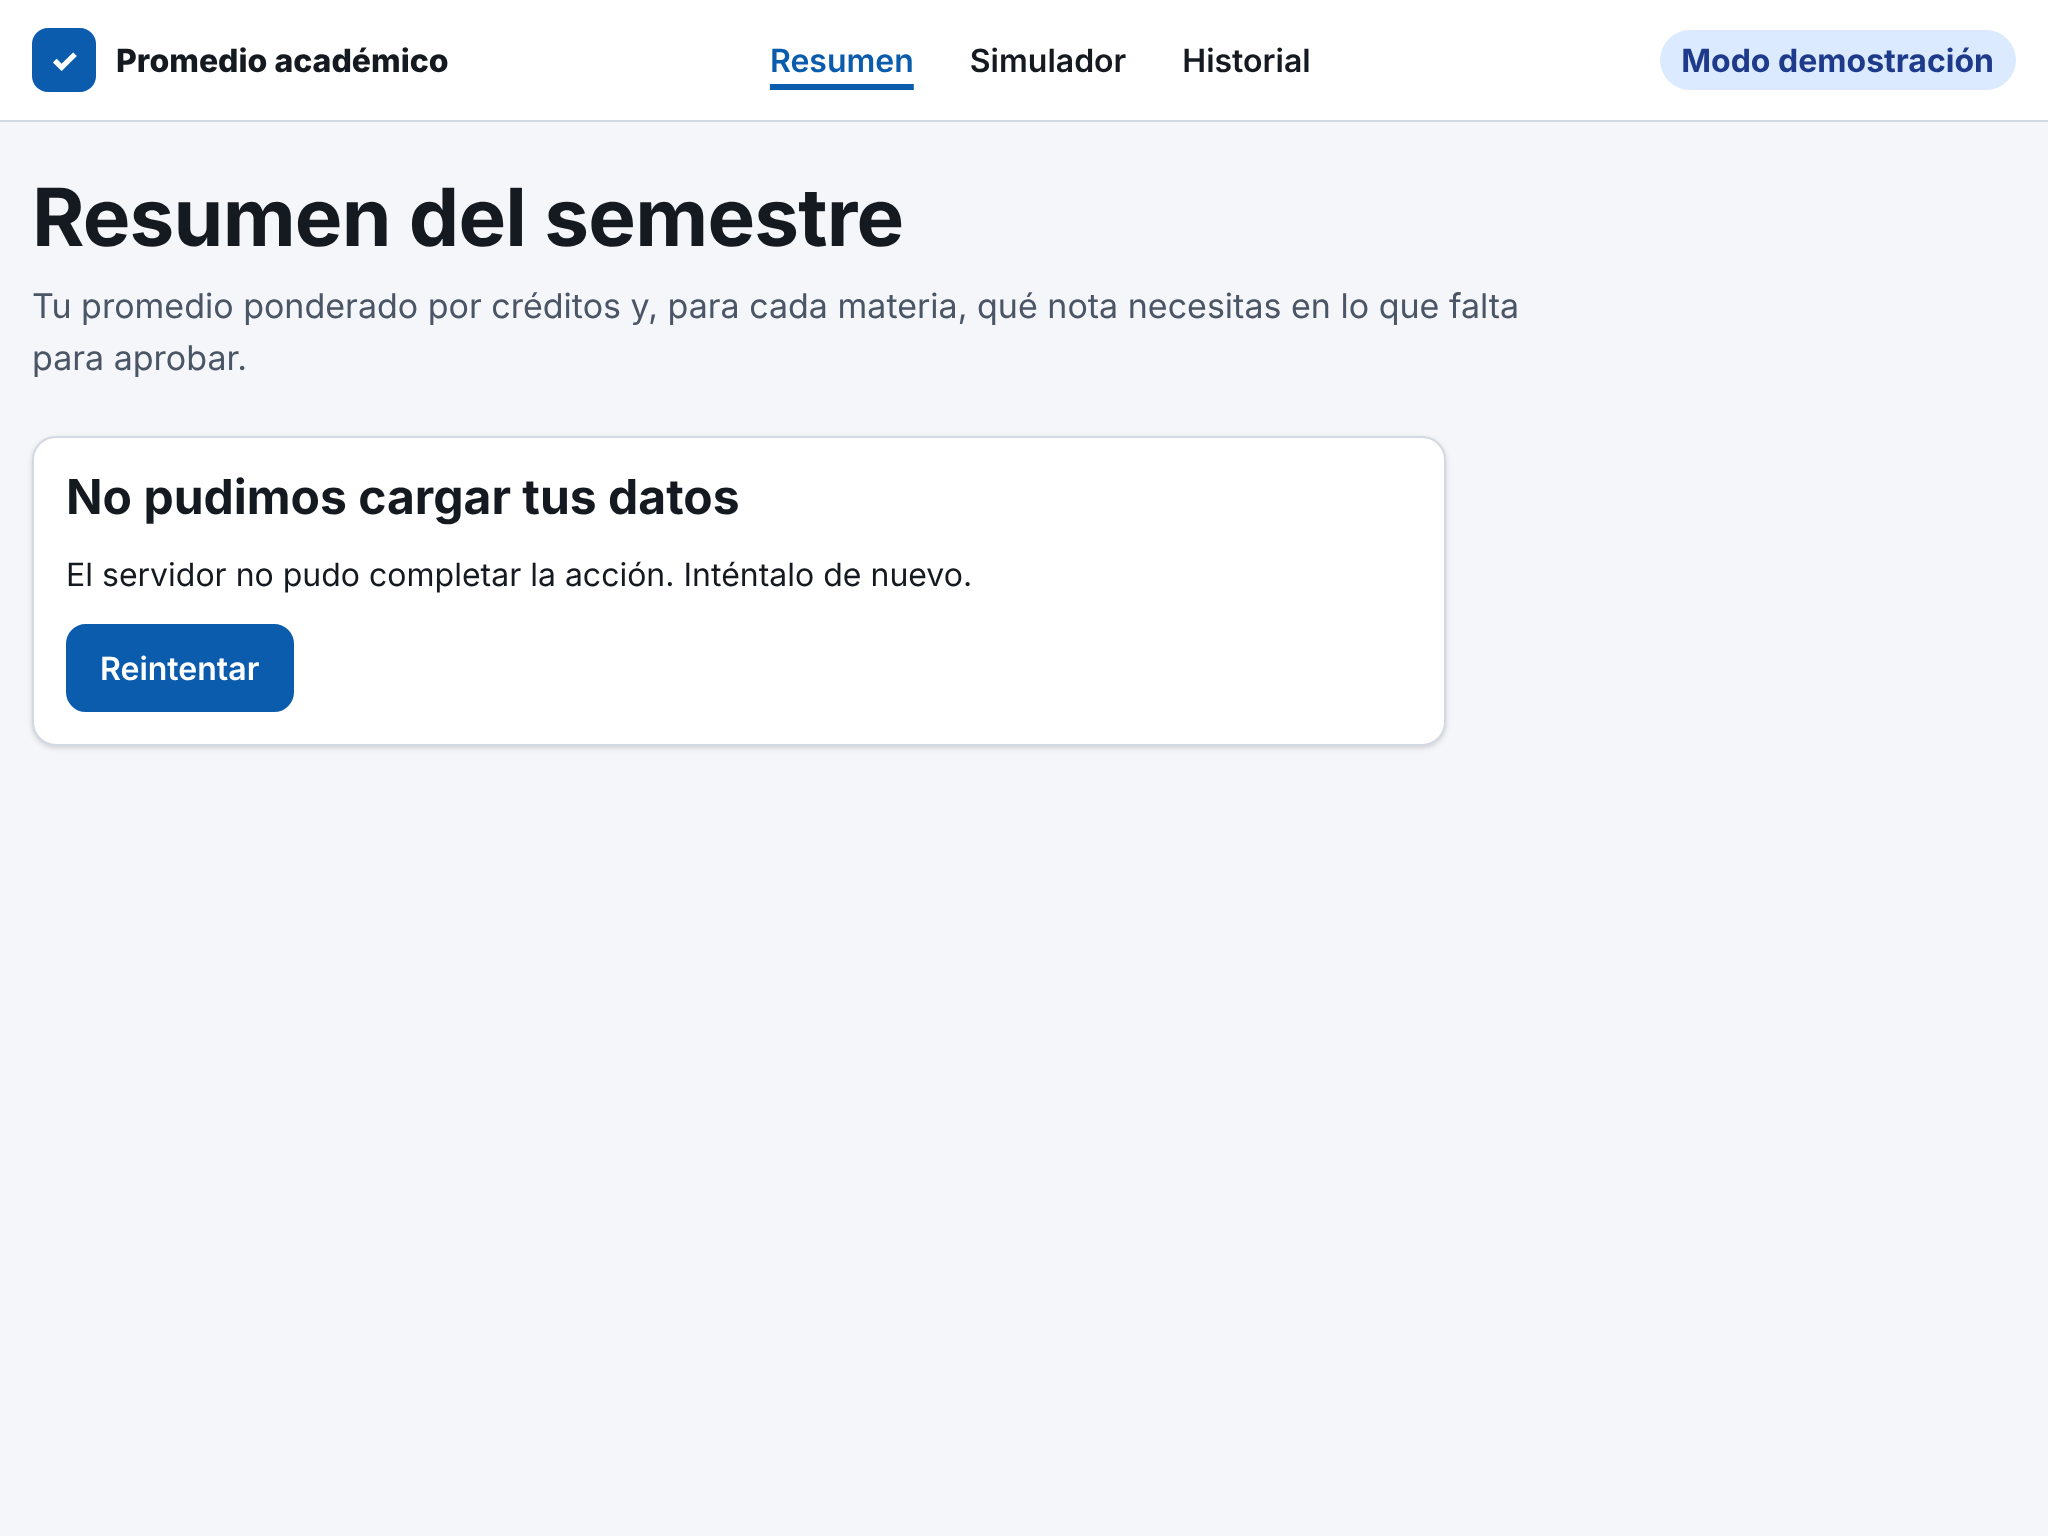 Promedio académico
Resumen
Simulador
Historial
Modo demostración
Resumen del semestre
Tu promedio ponderado por créditos y, para cada materia, qué nota necesitas en lo que falta
para aprobar.
No pudimos cargar tus datos
El servidor no pudo completar la acción. Inténtalo de nuevo.
Reintentar